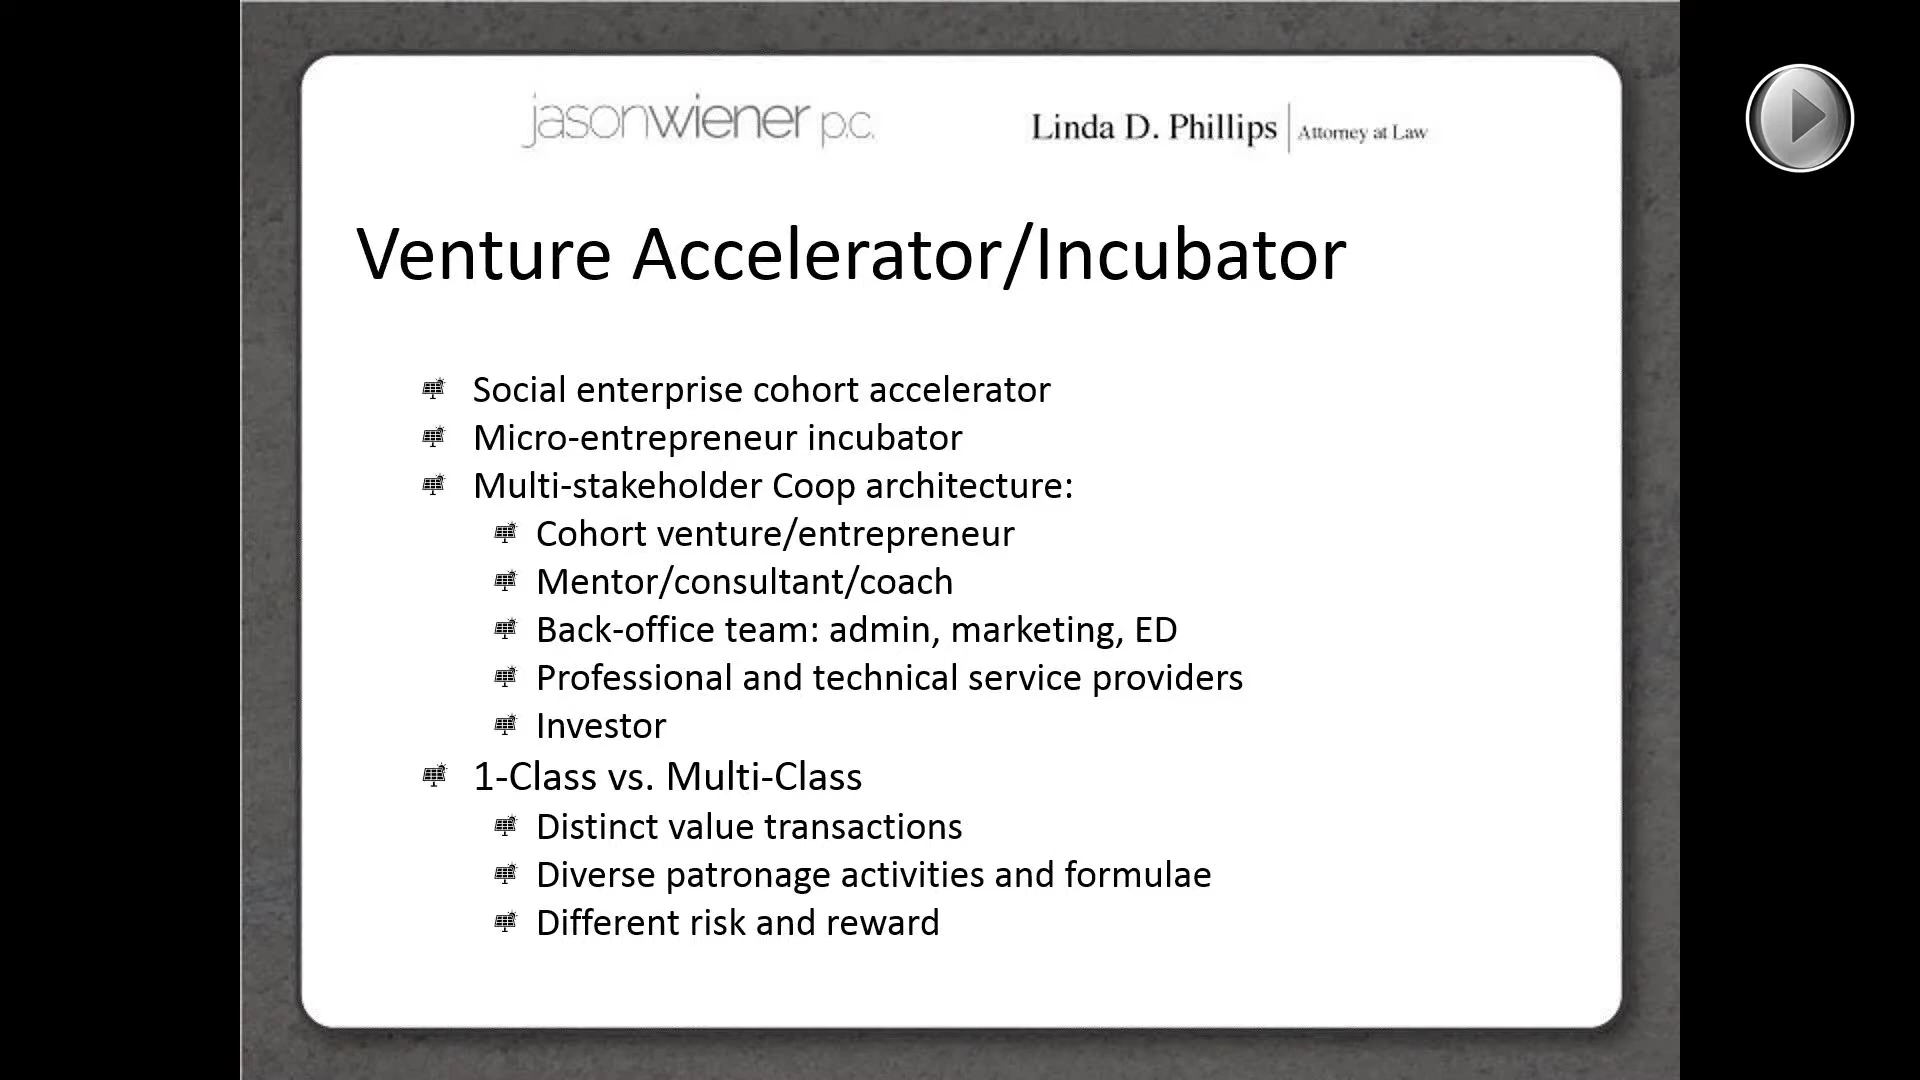 jasonwiener p.c.
Linda D. Phillips | Attorney at Law
Venture Accelerator/Incubator
Social enterprise cohort accelerator
Micro-entrepreneur incubator
Multi-stakeholder Coop architecture:
Cohort venture/entrepreneur
Mentor/consultant/coach
Back-office team: admin, marketing, ED
Professional and technical service providers
Investor
1-Class vs. Multi-Class
Distinct value transactions
Diverse patronage activities and formulae
Different risk and reward